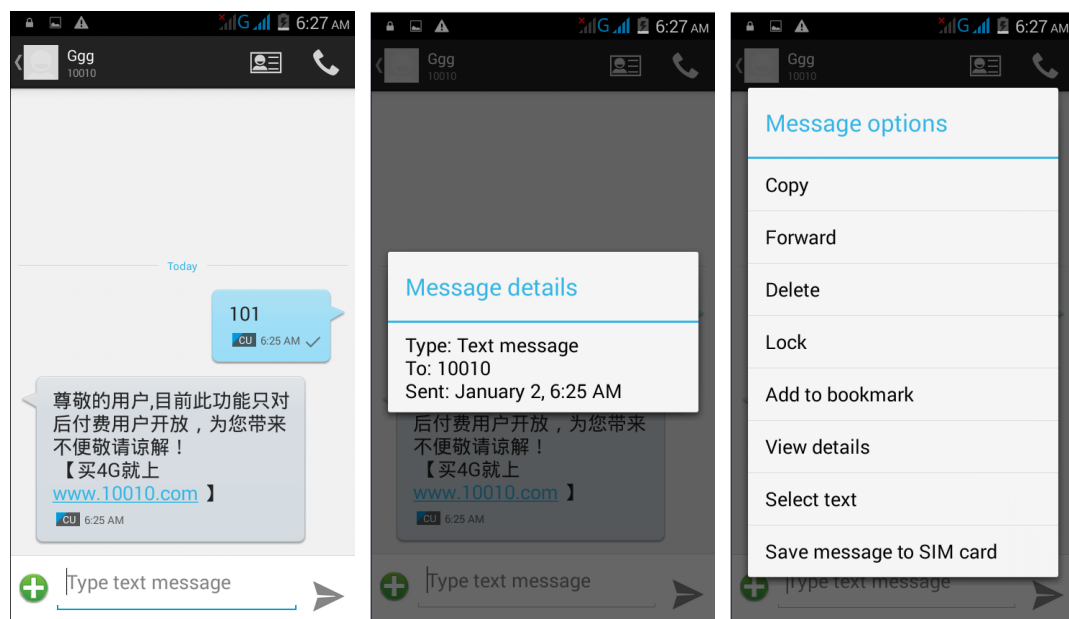 G 6:27 AM
Ggg
10010
Today
101
CU 6:25 AM
尊敬的用户,目前此功能只对
后付费用户开放，为您带来
不便敬请谅解！
【买4G就上
www.10010.com 】
CU 6:25 AM
Type text message
G 6:27 AM
Ggg
10010
Message details
Type: Text message
To: 10010
Sent: January 2, 6:25 AM
后付费用户开放，为您带来
不便敬请谅解！
【买4G就上
www.10010.com 】
CU 6:25 AM
Type text message
G 6:27 AM
Ggg
10010
Message options
Copy
Forward
Delete
Lock
Add to bookmark
View details
Select text
Save message to SIM card
Type text message